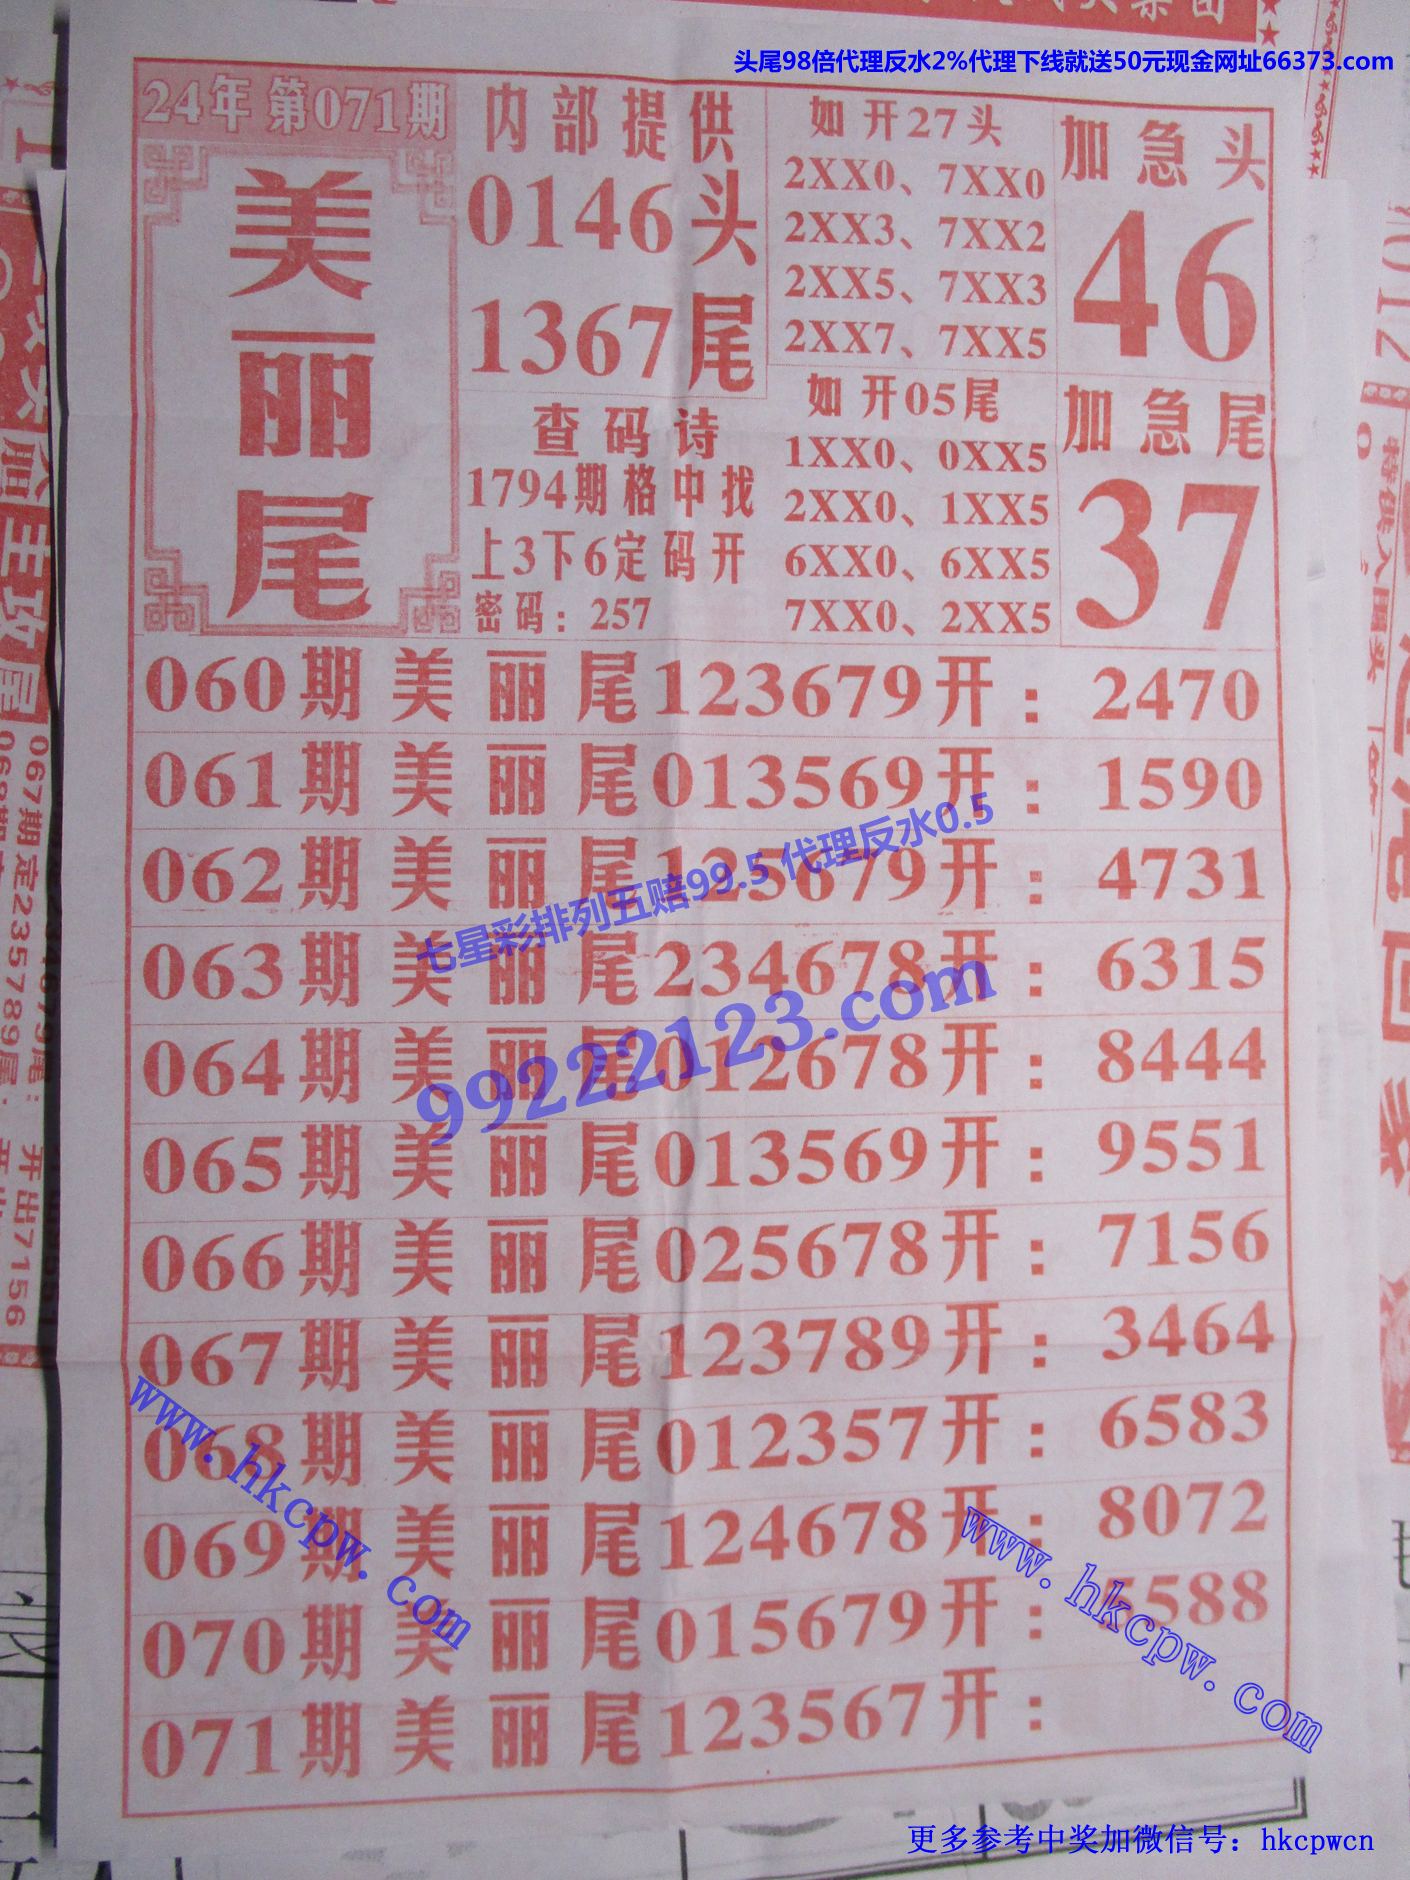 头尾98倍代理反水2%代理下线就送50元现金网址66373.com
24年 第071期
美丽尾
内部提供
0146头
1367尾
查码诗
1794期格中找
上3下6定码开
密码：257
如开27头
2XX0、7XX0
2XX3、7XX2
2XX5、7XX3
2XX7、7XX5
如开05尾
1XX0、0XX5
2XX0、1XX5
6XX0、6XX5
7XX0、2XX5
加急头
46
加急尾
37
060期美丽尾123679开：2470
061期美丽尾013569开：1590
062期美丽尾125679开：4731
063期美丽尾234678开：6315
064期美丽尾012678开：8444
065期美丽尾013569开：9551
066期美丽尾025678开：7156
067期美丽尾123789开：3464
068期美丽尾012357开：6583
069期美丽尾124678开：8072
070期美丽尾015679开：5588
071期美丽尾123567开：
七星彩排列五赔99.5 代理反水0.5
99222123.com
www.hkcpw.com
www.hkcpw.com
更多参考中奖加微信号：hkcpwcn